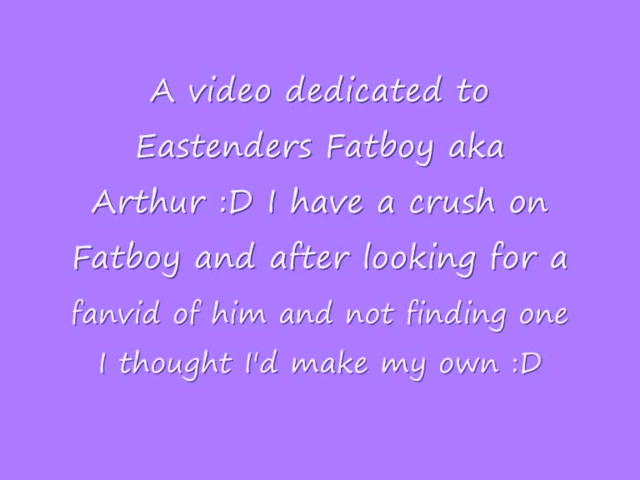 A video dedicated to
Eastenders Fatboy aka
Arthur :D I have a crush on
Fatboy and after looking for a
fanvid of him and not finding one
I thought I'd make my own :D